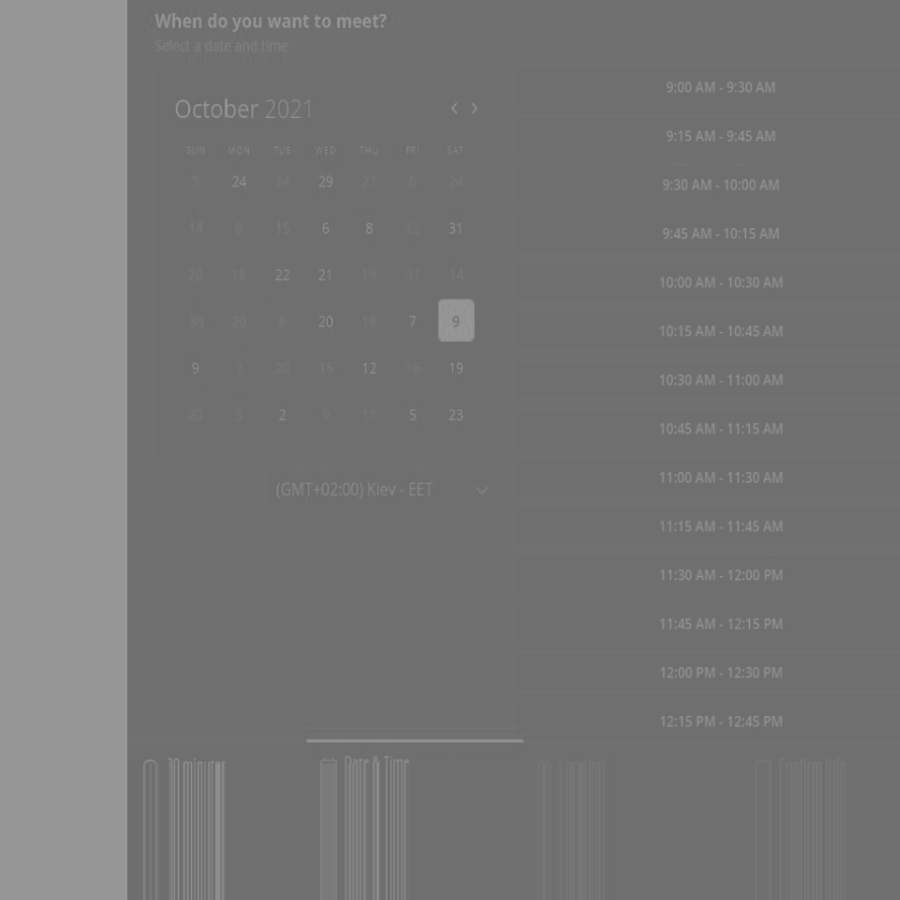 When do you want to meet?
Select a date and time
October 2021
SUN MON TUE WED THU FRI SAT
3 24 24 29 27 6 24
14 9 15 6 8 12 31
20 18 22 21 19 31 14
30 20 6 20 18 7 9
9 9 20 15 12 16 19
20 5 2 9 11 5 23
(GMT+02:00) Kiev - EET
9:00 AM - 9:30 AM
9:15 AM - 9:45 AM
9:30 AM - 10:00 AM
9:45 AM - 10:15 AM
10:00 AM - 10:30 AM
10:15 AM - 10:45 AM
10:30 AM - 11:00 AM
10:45 AM - 11:15 AM
11:00 AM - 11:30 AM
11:15 AM - 11:45 AM
11:30 AM - 12:00 PM
11:45 AM - 12:15 PM
12:00 PM - 12:30 PM
12:15 PM - 12:45 PM
30 minutes Date & Time